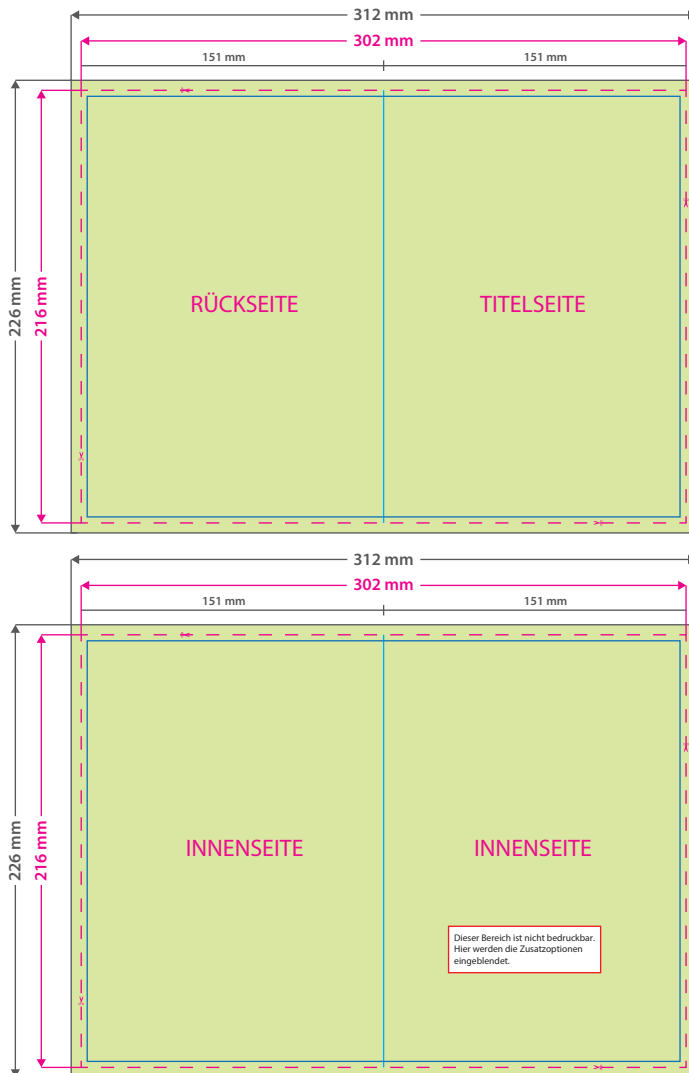 312 mm
302 mm
151 mm 151 mm
226 mm
216 mm
RÜCKSEITE TITELSEITE
312 mm
302 mm
151 mm 151 mm
226 mm
216 mm
INNENSEITE INNENSEITE
Dieser Bereich ist nicht bedruckbar.
Hier werden die Zusatzoptionen
eingeblendet.